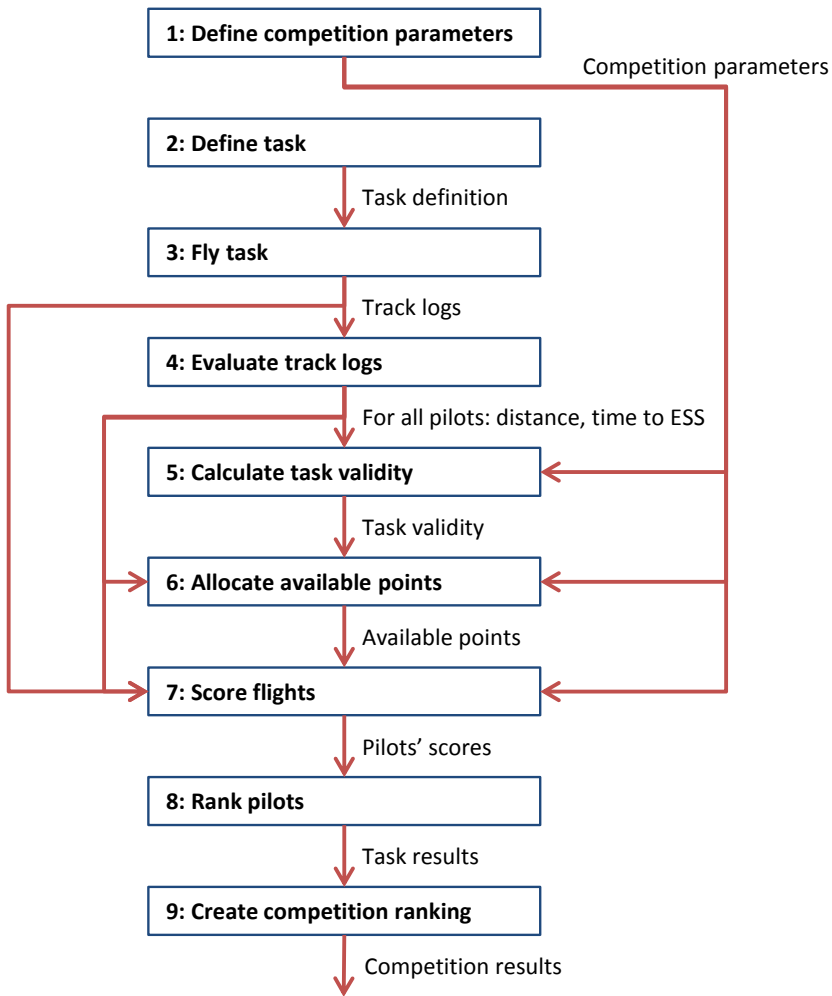 1: Define competition parameters
Competition parameters
2: Define task
Task definition
3: Fly task
Track logs
4: Evaluate track logs
For all pilots: distance, time to ESS
5: Calculate task validity
Task validity
6: Allocate available points
Available points
7: Score flights
Pilots’ scores
8: Rank pilots
Task results
9: Create competition ranking
Competition results